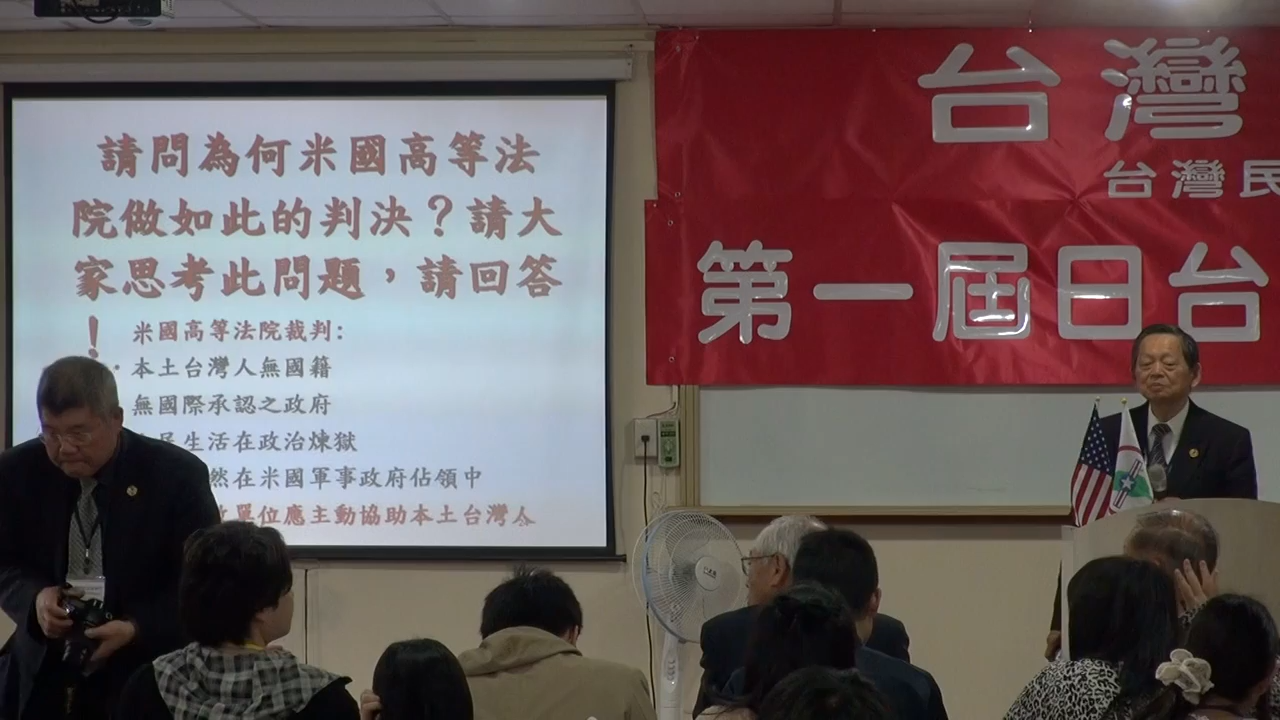 請問為何米國高等法
院做如此的判決？請大
家思考此問題，請回答
！
米國高等法院裁判:
本土台灣人無國籍
無國際承認之政府
民生活在政治煉獄
然在米國軍事政府佔領中
單位應主動協助本土台灣人
台灣
台灣民
第一屆日台